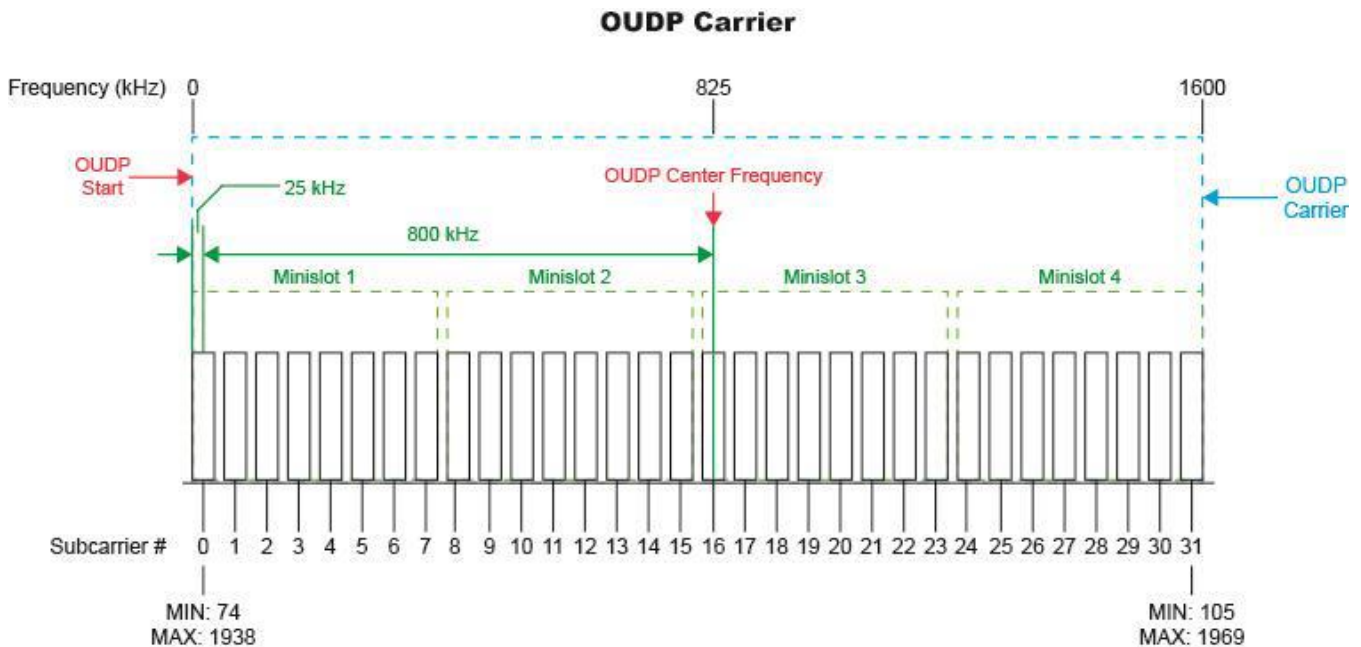 OUDP Carrier
Frequency (kHz) 0 825 1600
OUDP
Start
25 kHz
OUDP Center Frequency
OUDP
Carrier
800 kHz
Minislot 1 Minislot 2 Minislot 3 Minislot 4
Subcarrier # 0 1 2 3 4 5 6 7 8 9 10 11 12 13 14 15 16 17 18 19 20 21 22 23 24 25 26 27 28 29 30 31
MIN: 74
MAX: 1938
MIN: 105
MAX: 1969